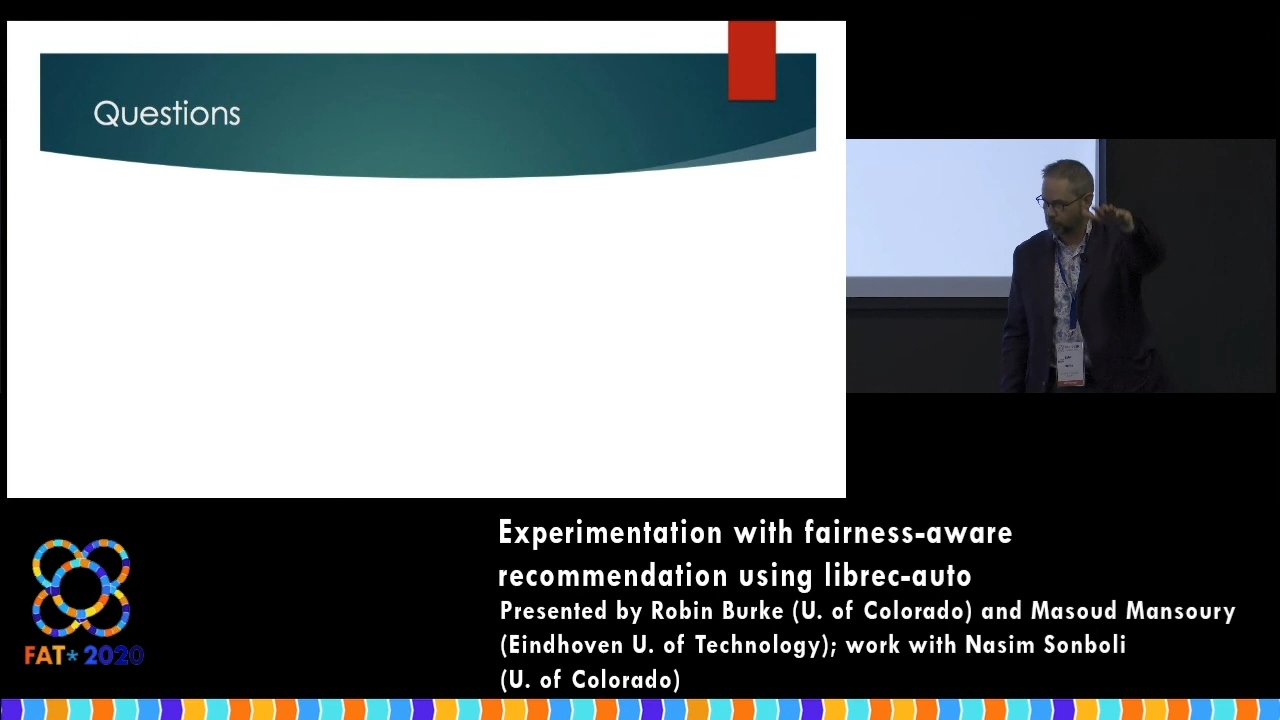 Questions
Experimentation with fairness-aware
recommendation using librec-auto
Presented by Robin Burke (U. of Colorado) and Masoud Mansoury
(Eindhoven U. of Technology); work with Nasim Sonboli
(U. of Colorado)
FAT* 2020